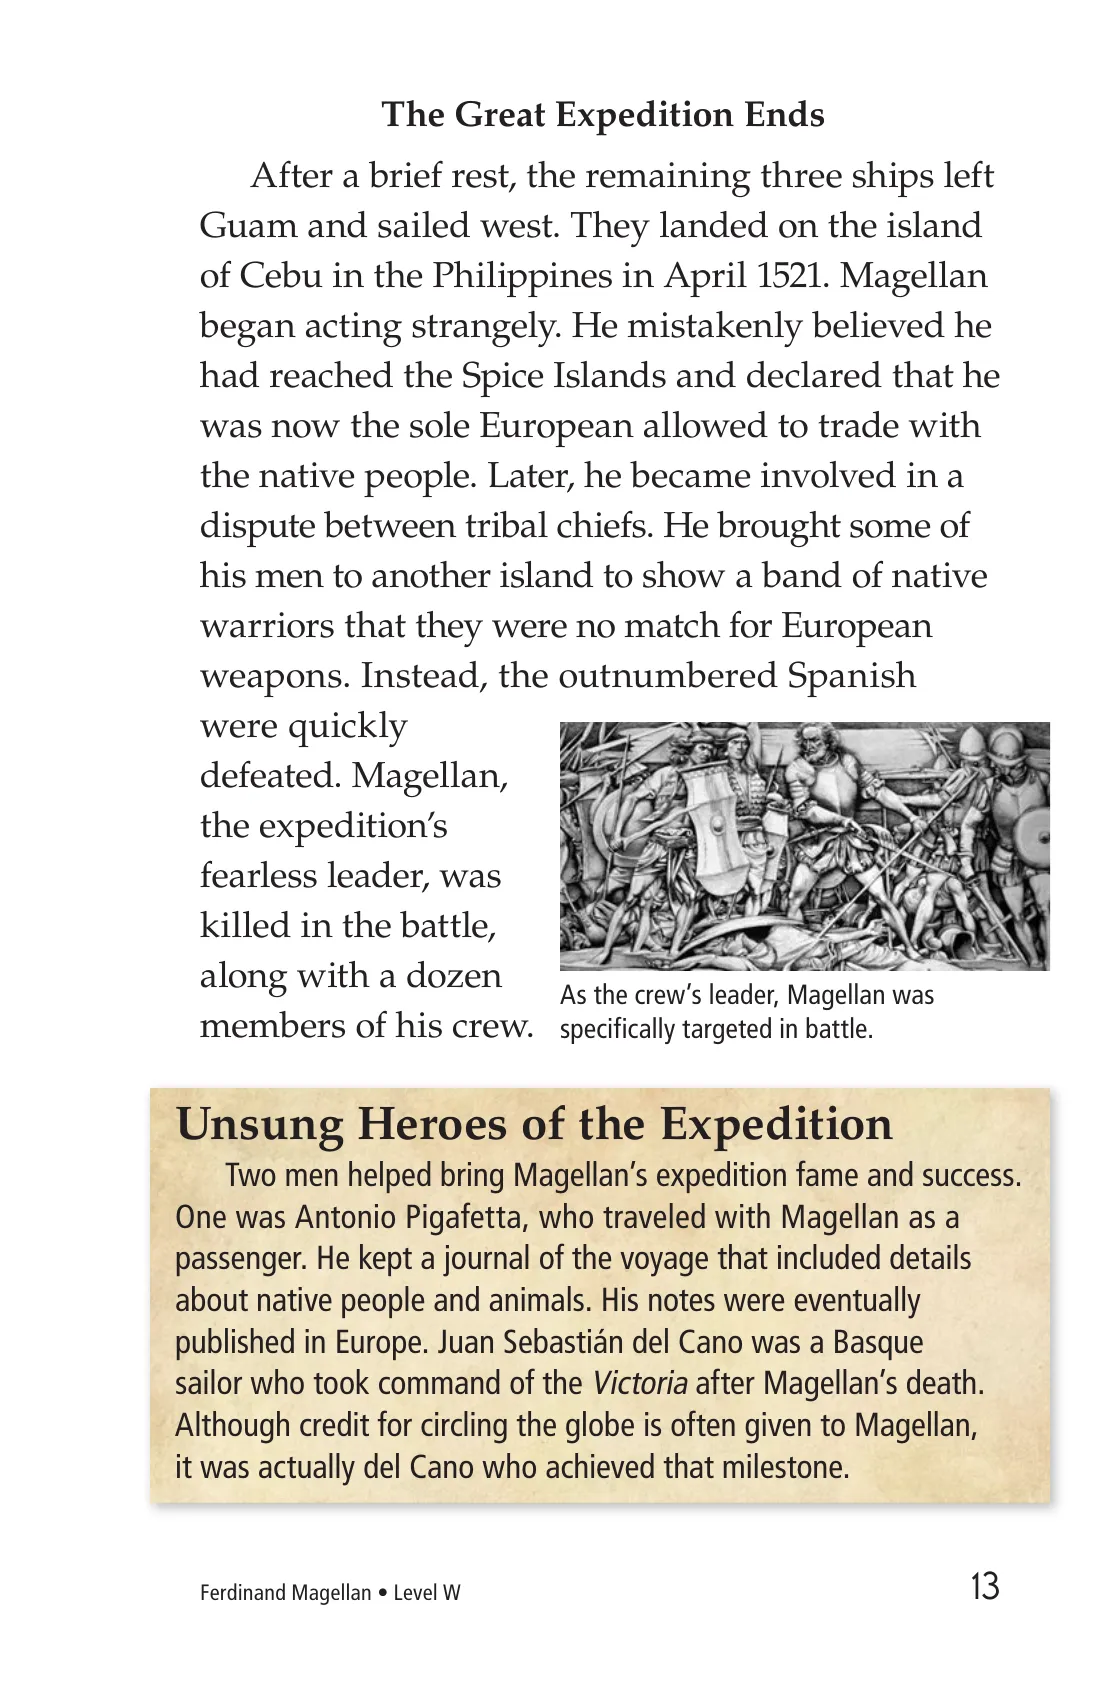 The Great Expedition Ends
After a brief rest, the remaining three ships left
Guam and sailed west. They landed on the island
of Cebu in the Philippines in April 1521. Magellan
began acting strangely. He mistakenly believed he
had reached the Spice Islands and declared that he
was now the sole European allowed to trade with
the native people. Later, he became involved in a
dispute between tribal chiefs. He brought some of
his men to another island to show a band of native
warriors that they were no match for European
weapons. Instead, the outnumbered Spanish
were quickly
defeated. Magellan,
the expedition’s
fearless leader, was
killed in the battle,
along with a dozen
members of his crew.
As the crew’s leader, Magellan was
specifically targeted in battle.
Unsung Heroes of the Expedition
Two men helped bring Magellan’s expedition fame and success.
One was Antonio Pigafetta, who traveled with Magellan as a
passenger. He kept a journal of the voyage that included details
about native people and animals. His notes were eventually
published in Europe. Juan Sebastián del Cano was a Basque
sailor who took command of the Victoria after Magellan’s death.
Although credit for circling the globe is often given to Magellan,
it was actually del Cano who achieved that milestone.
Ferdinand Magellan • Level W
13